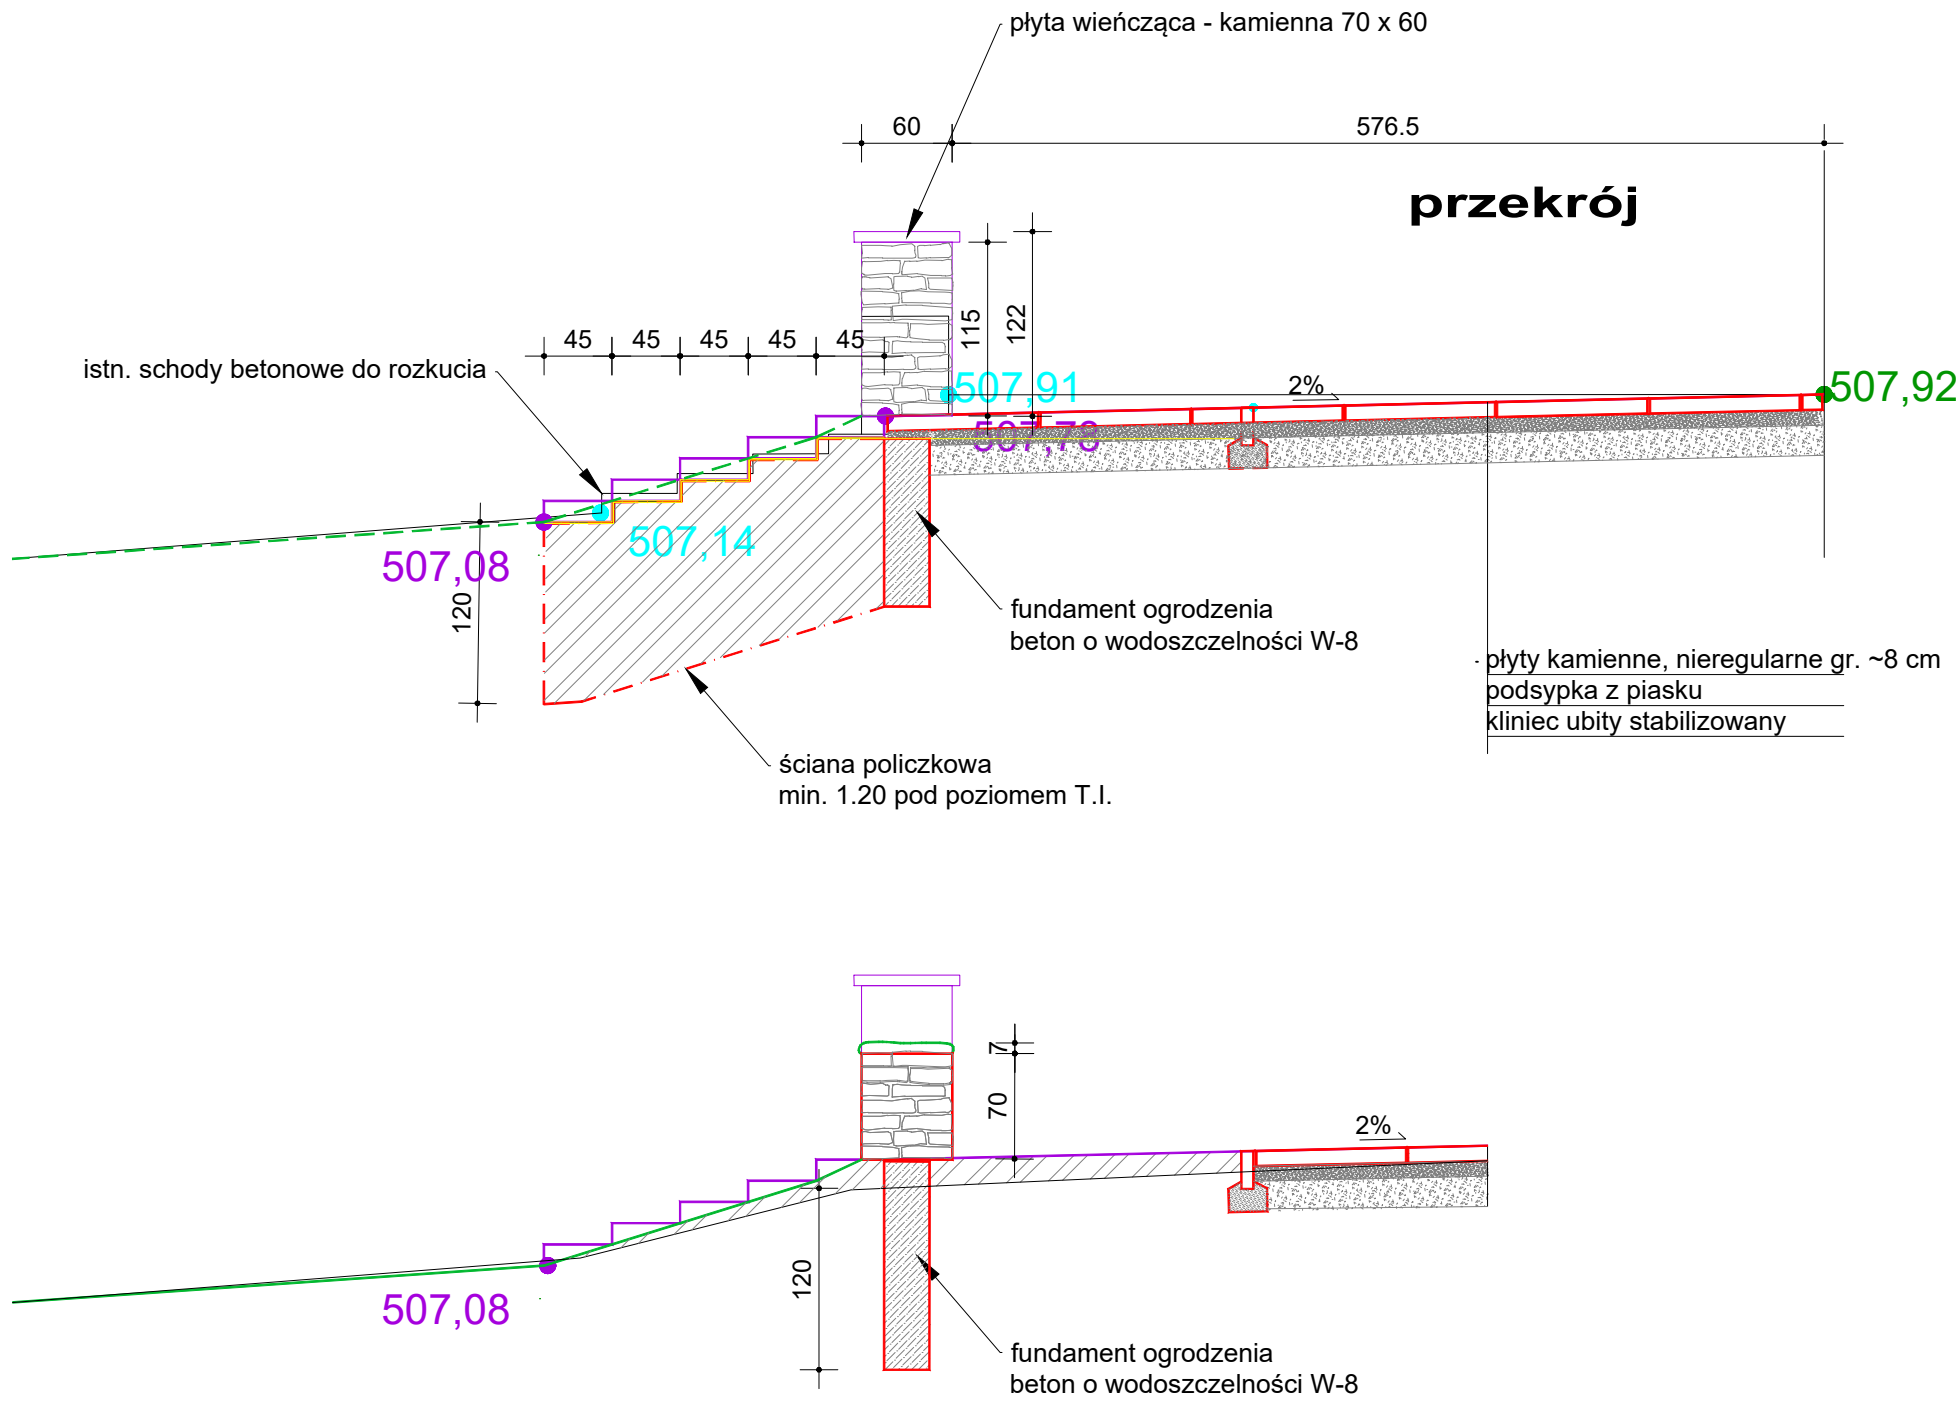 płyta wieńcząca - kamienna 70 x 60
60
576.5
przekrój
115
122
45 45 45 45 45
istn. schody betonowe do rozkucia
507,91
2%
507,92
507,78
507,14
507,08
120
fundament ogrodzenia
beton o wodoszczelności W-8
płyty kamienne, nieregularne gr. ~8 cm
podsypka z piasku
kliniec ubity stabilizowany
ściana policzkowa
min. 1.20 pod poziomem T.I.
7
70
2%
120
507,08
fundament ogrodzenia
beton o wodoszczelności W-8